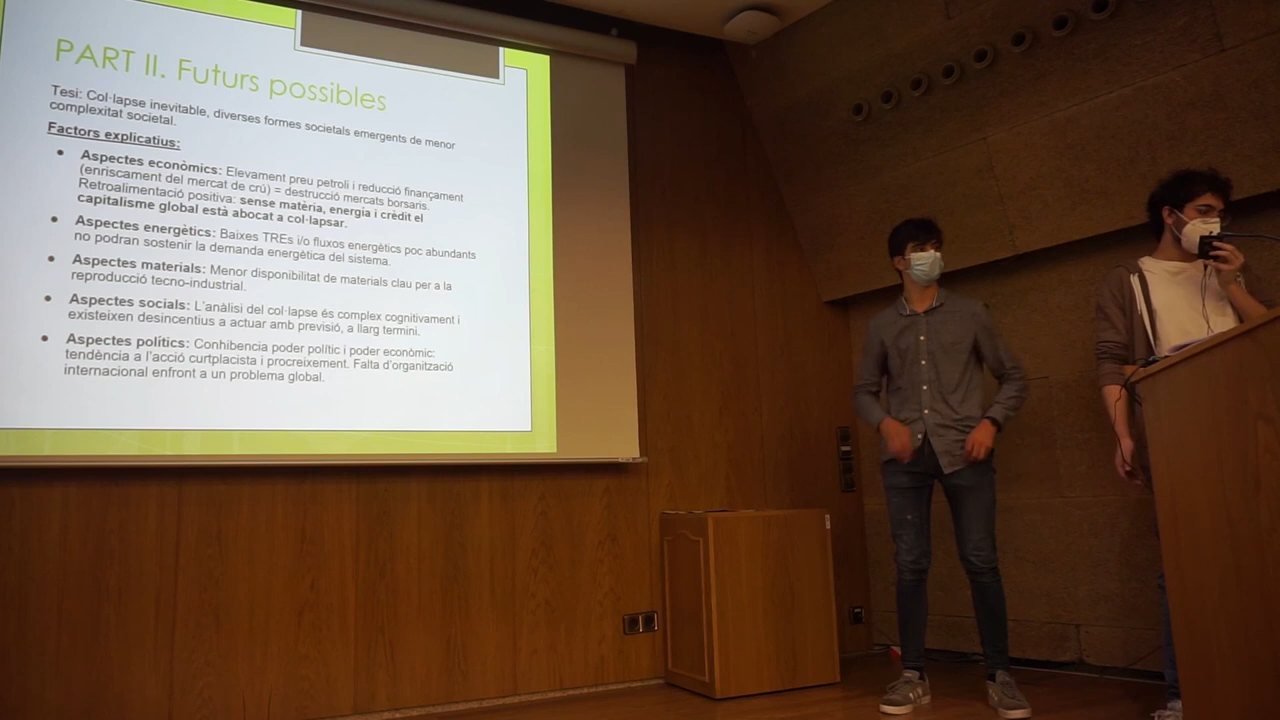 PART II. Futurs possibles
Tesi: Col·lapse inevitable, diverses formes societals emergents de menor
complexitat societal.
Factors explicatius:
• Aspectes econòmics: Elevament preu petroli i reducció finançament
(enriscament del mercat de crú) = destrucció mercats borsaris.
Retroalimentació positiva: sense matèria, energia i crèdit el
capitalisme global està abocat a col·lapsar.
• Aspectes energètics: Baixes TREs i/o fluxos energètics poc abundants
no podran sostenir la demanda energètica del sistema.
• Aspectes materials: Menor disponibilitat de materials clau per a la
reproducció tecno-industrial.
• Aspectes socials: L'anàlisi del col·lapse és complex cognitivament i
existeixen desincentius a actuar amb previsió, a llarg termini.
• Aspectes polítics: Conhibencia poder polític i poder econòmic:
tendència a l'acció curtplacista i procreixement. Falta d'organització
internacional enfront a un problema global.